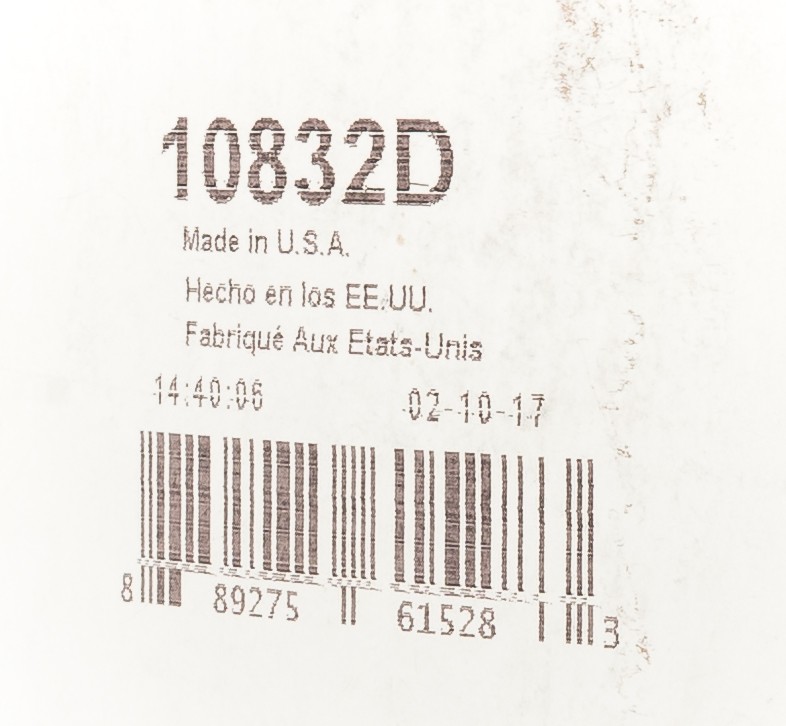 10832D
Made in U.S.A.
Hecho en los EE.UU.
Fabriqué Aux Etats-Unis
14:40:06 02-10-17
8 89275 61528 3